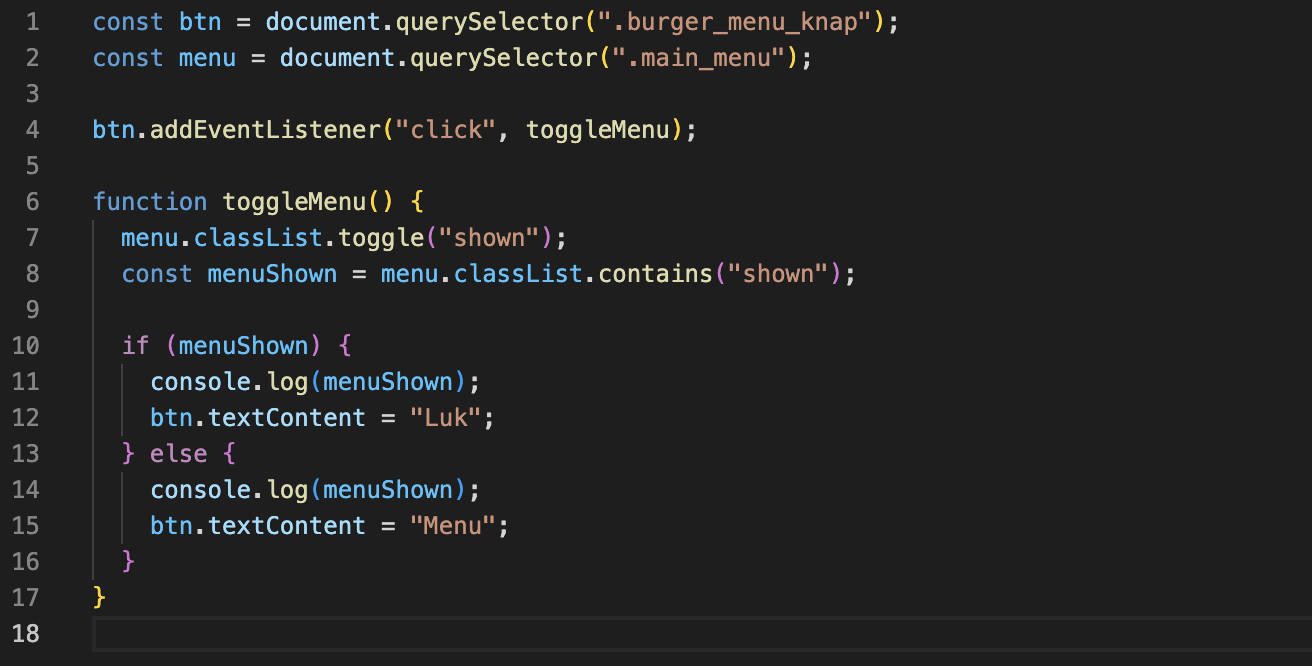 1 const btn = document.querySelector(".burger_menu_knap");
2 const menu = document.querySelector(".main_menu");
3
4 btn.addEventListener("click", toggleMenu);
5
6 function toggleMenu() {
7   menu.classList.toggle("shown");
8   const menuShown = menu.classList.contains("shown");
9
10   if (menuShown) {
11     console.log(menuShown);
12     btn.textContent = "Luk";
13   } else {
14     console.log(menuShown);
15     btn.textContent = "Menu";
16   }
17 }
18